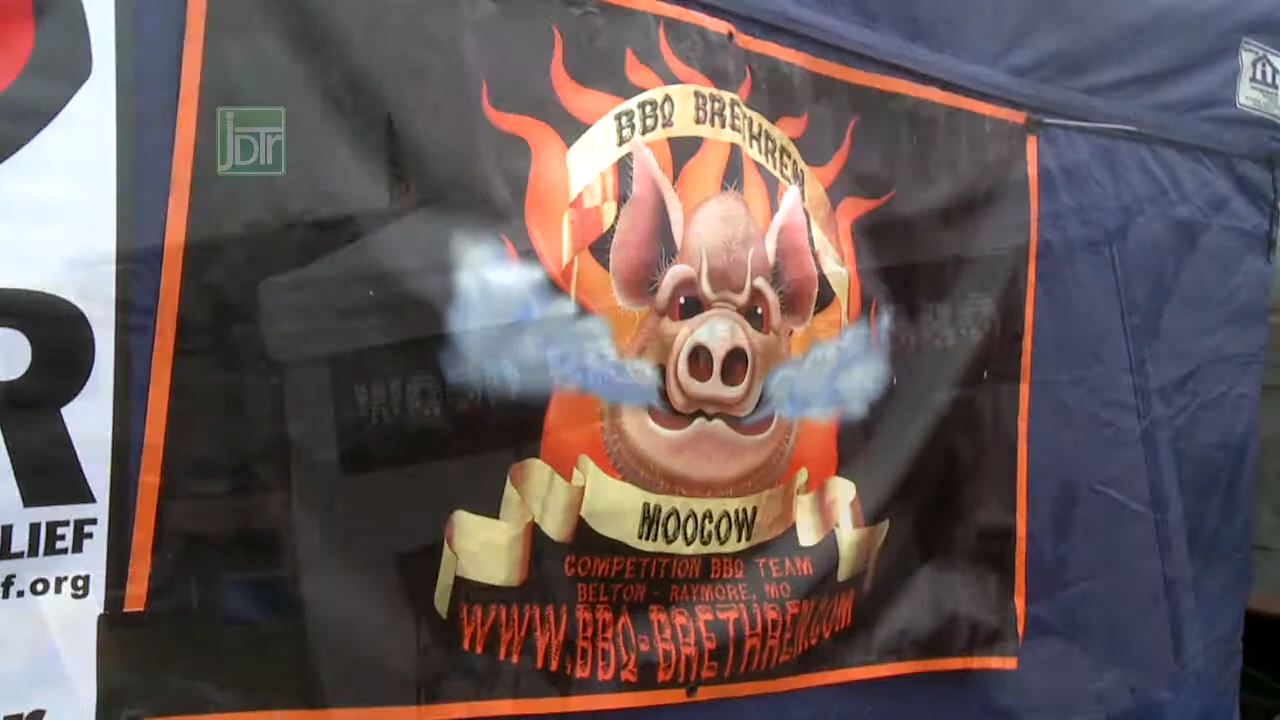 jDTr
BBQ BRETHREN
MOOCOW
COMPETITION BBQ TEAM
BELTON - RAYMORE, MO
WWW.BBQ-BRETHREN.COM
R
LIEF
f.org